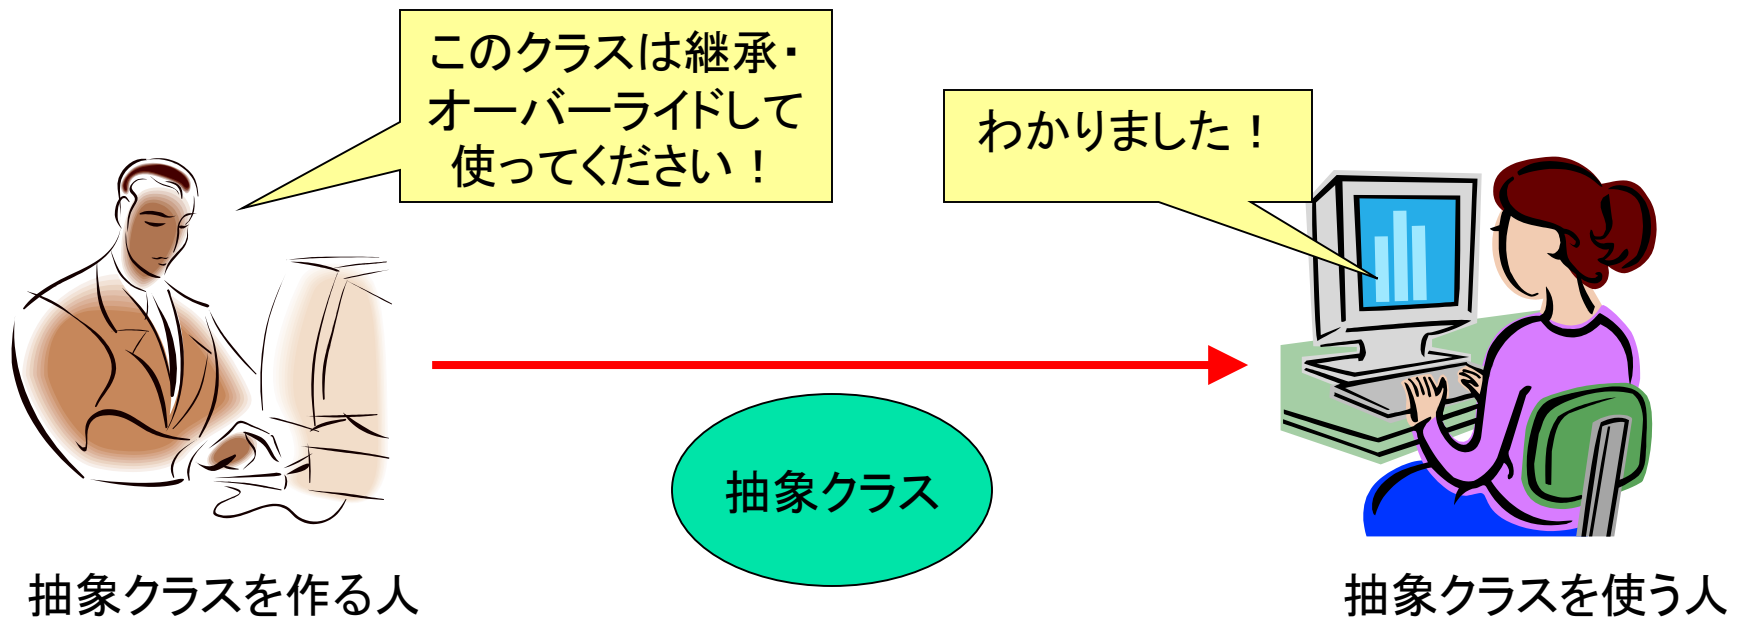 このクラスは継承・
オーバーライドして
使ってください！
わかりました！
抽象クラス
抽象クラスを作る人
抽象クラスを使う人